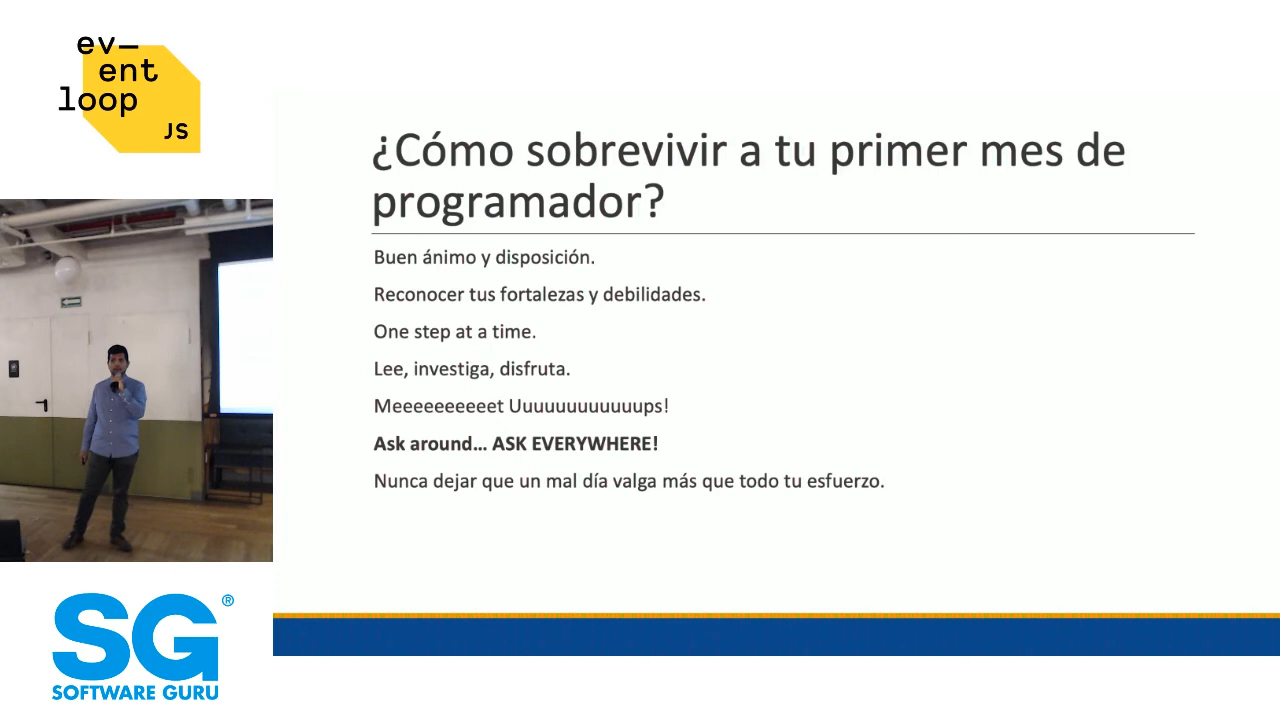 ev—
ent
loop
JS
¿Cómo sobrevivir a tu primer mes de
programador?
Buen ánimo y disposición.
Reconocer tus fortalezas y debilidades.
One step at a time.
Lee, investiga, disfruta.
Meeeeeeeeeet Uuuuuuuuuuuups!
Ask around… ASK EVERYWHERE!
Nunca dejar que un mal día valga más que todo tu esfuerzo.
SG®
SOFTWARE GURU